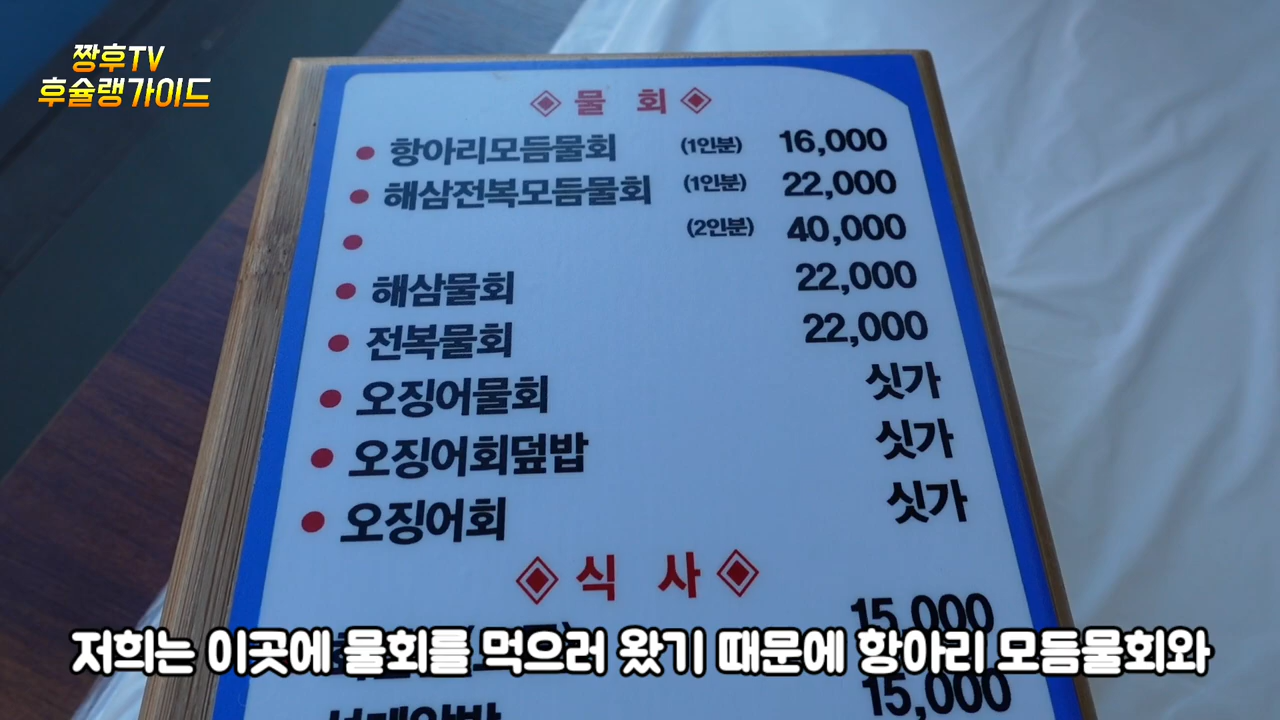 짱후TV
후슐랭가이드
물 회
항아리모듬물회 (1인분) 16,000
해삼전복모듬물회 (1인분) 22,000
(2인분) 40,000
해삼물회 22,000
전복물회 22,000
오징어물회 싯가
오징어회덮밥 싯가
오징어회 싯가
식 사
15,000
저희는 이곳에 물회를 먹으러 왔기 때문에 항아리 모듬물회와
15,000